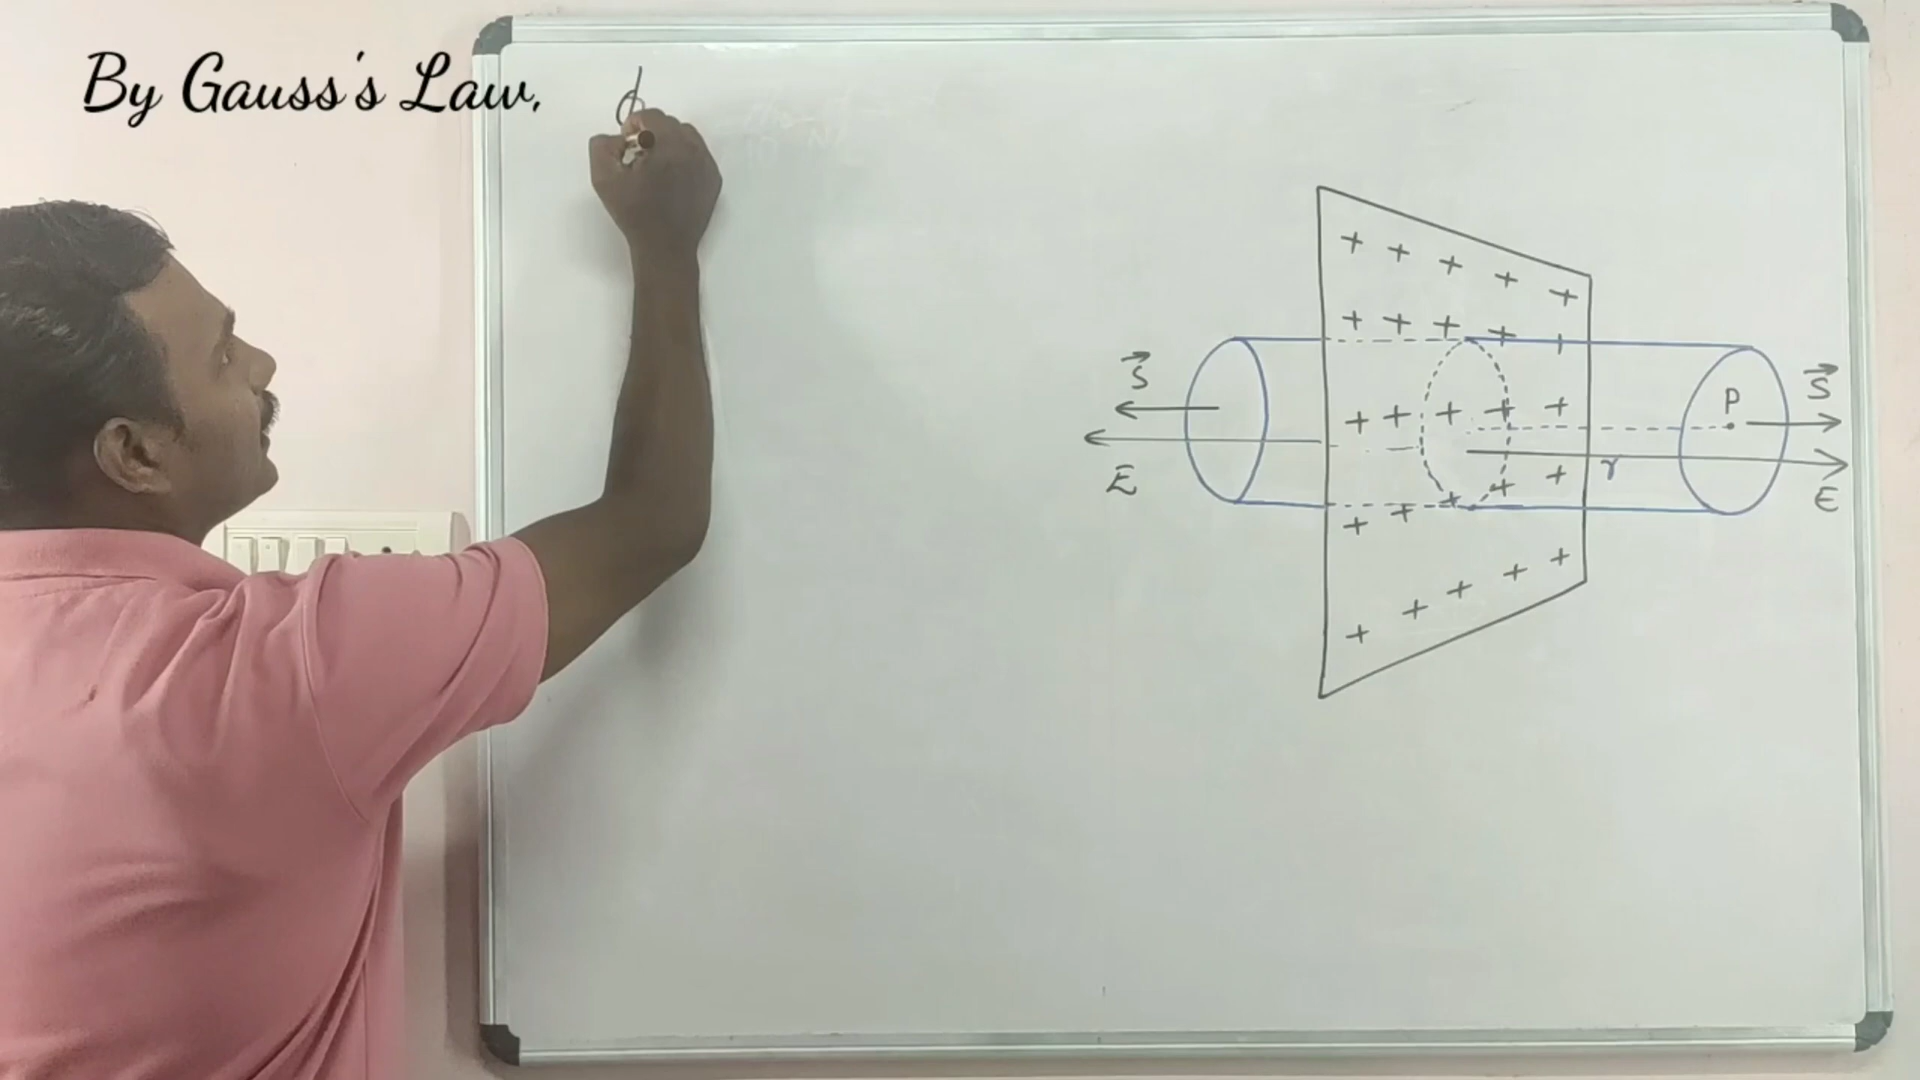 By Gauss's Law,
ϕ
+ + + + +
+ + + + +
S⃗ P S⃗
+ + + + +
E r E
+ + + + +
+ + + + +